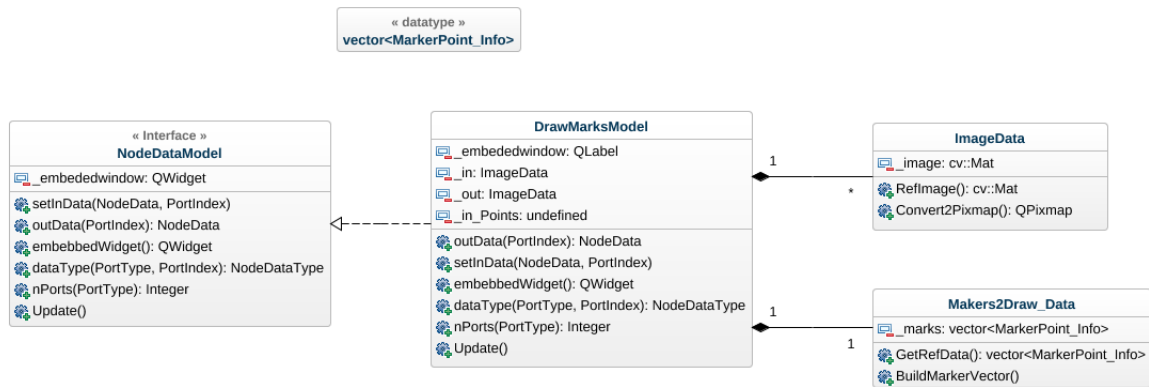 « datatype »
vector<MarkerPoint_Info>
« Interface »
NodeDataModel
_embededwindow: QWidget
setInData(NodeData, PortIndex)
outData(PortIndex): NodeData
embebbedWidget(): QWidget
dataType(PortType, PortIndex): NodeDataType
nPorts(PortType): Integer
Update()
DrawMarksModel
_embededwindow: QLabel
_in: ImageData
_out: ImageData
_in_Points: undefined
outData(PortIndex): NodeData
setInData(NodeData, PortIndex)
embebbedWidget(): QWidget
dataType(PortType, PortIndex): NodeDataType
nPorts(PortType): Integer
Update()
1
*
ImageData
_image: cv::Mat
RefImage(): cv::Mat
Convert2Pixmap(): QPixmap
1
1
Makers2Draw_Data
_marks: vector<MarkerPoint_Info>
GetRefData(): vector<MarkerPoint_Info>
BuildMarkerVector()